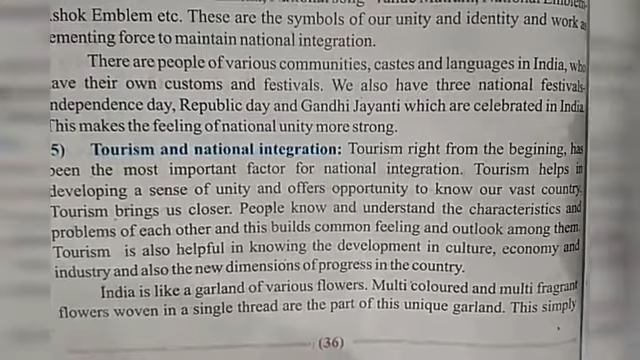 shok Emblem etc. These are the symbols of our unity and identity and work as
ementing force to maintain national integration.
There are people of various communities, castes and languages in India, who
ave their own customs and festivals. We also have three national festivals-
ndependence day, Republic day and Gandhi Jayanti which are celebrated in India
This makes the feeling of national unity more strong.
5) Tourism and national integration: Tourism right from the begining, has
been the most important factor for national integration. Tourism helps in
developing a sense of unity and offers opportunity to know our vast country.
Tourism brings us closer. People know and understand the characteristics and
problems of each other and this builds common feeling and outlook among them.
Tourism is also helpful in knowing the development in culture, economy and
industry and also the new dimensions of progress in the country.
India is like a garland of various flowers. Multi coloured and multi fragrant
flowers woven in a single thread are the part of this unique garland. This simply
(36)